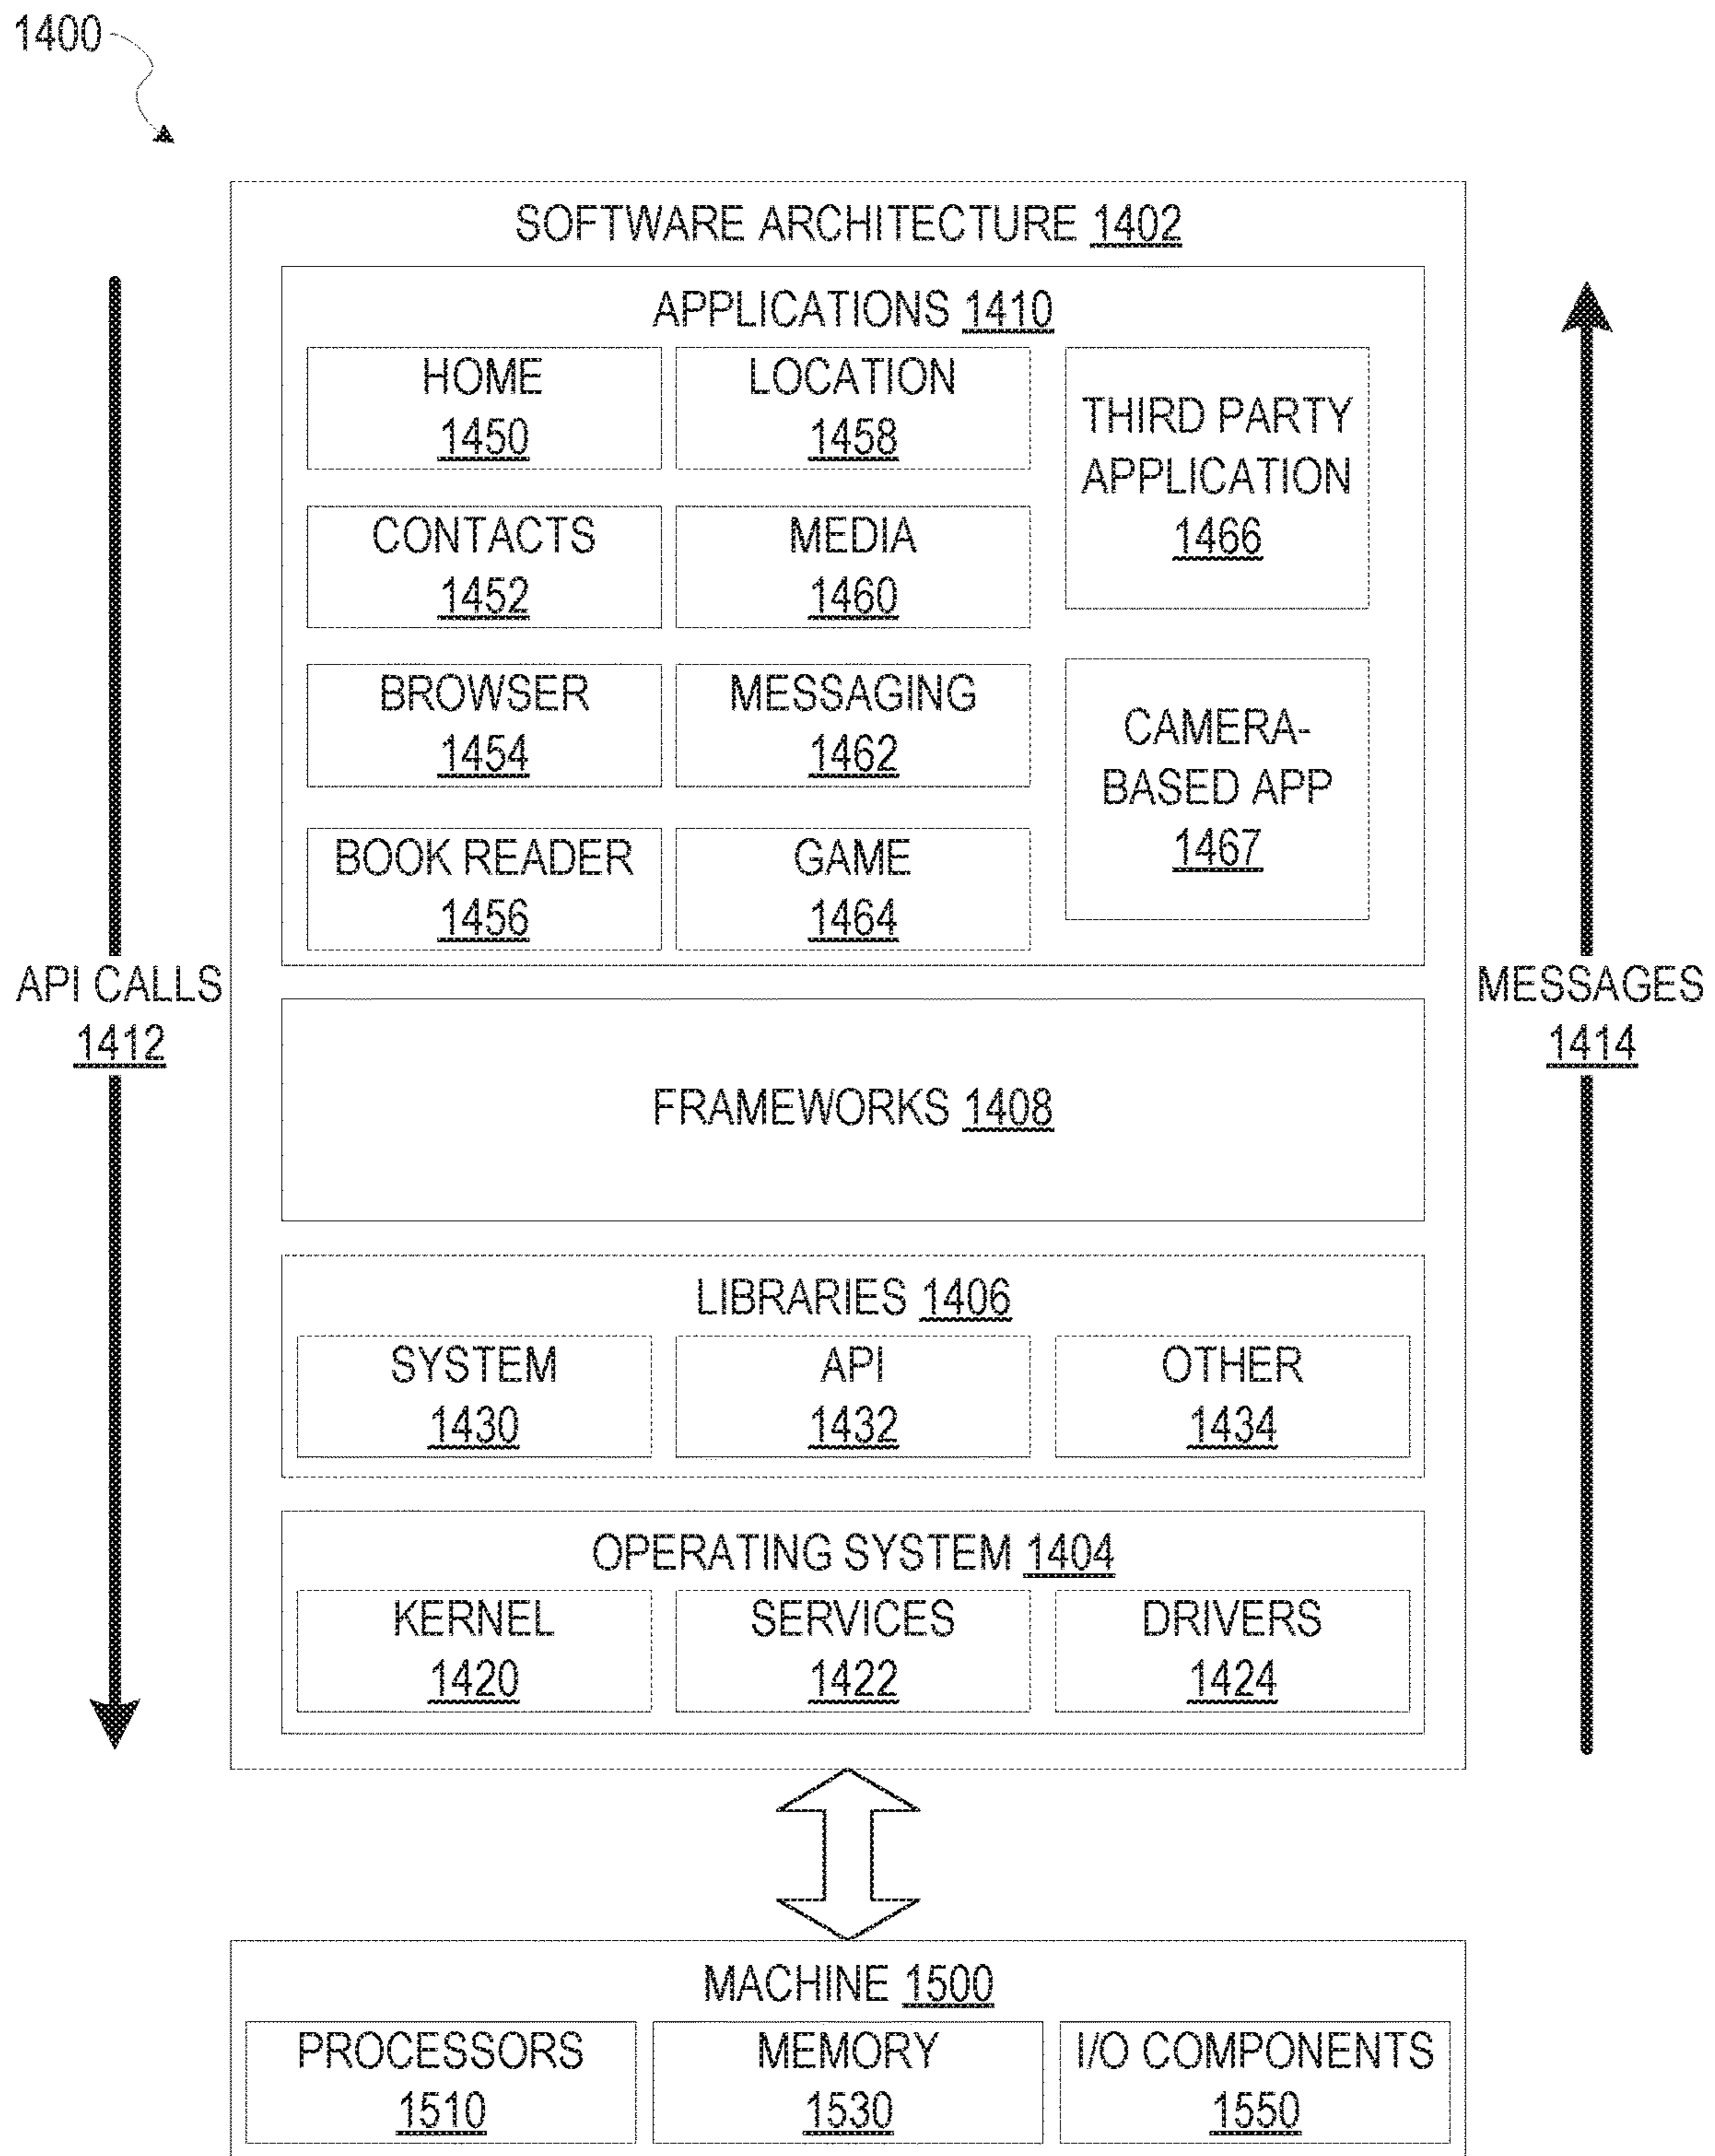 1400
SOFTWARE ARCHITECTURE 1402
APPLICATIONS 1410
HOME
1450
LOCATION
1458
THIRD PARTY
APPLICATION
1466
CONTACTS
1452
MEDIA
1460
BROWSER
1454
MESSAGING
1462
CAMERA-
BASED APP
1467
BOOK READER
1456
GAME
1464
API CALLS
1412
MESSAGES
1414
FRAMEWORKS 1408
LIBRARIES 1406
SYSTEM
1430
API
1432
OTHER
1434
OPERATING SYSTEM 1404
KERNEL
1420
SERVICES
1422
DRIVERS
1424
MACHINE 1500
PROCESSORS
1510
MEMORY
1530
I/O COMPONENTS
1550